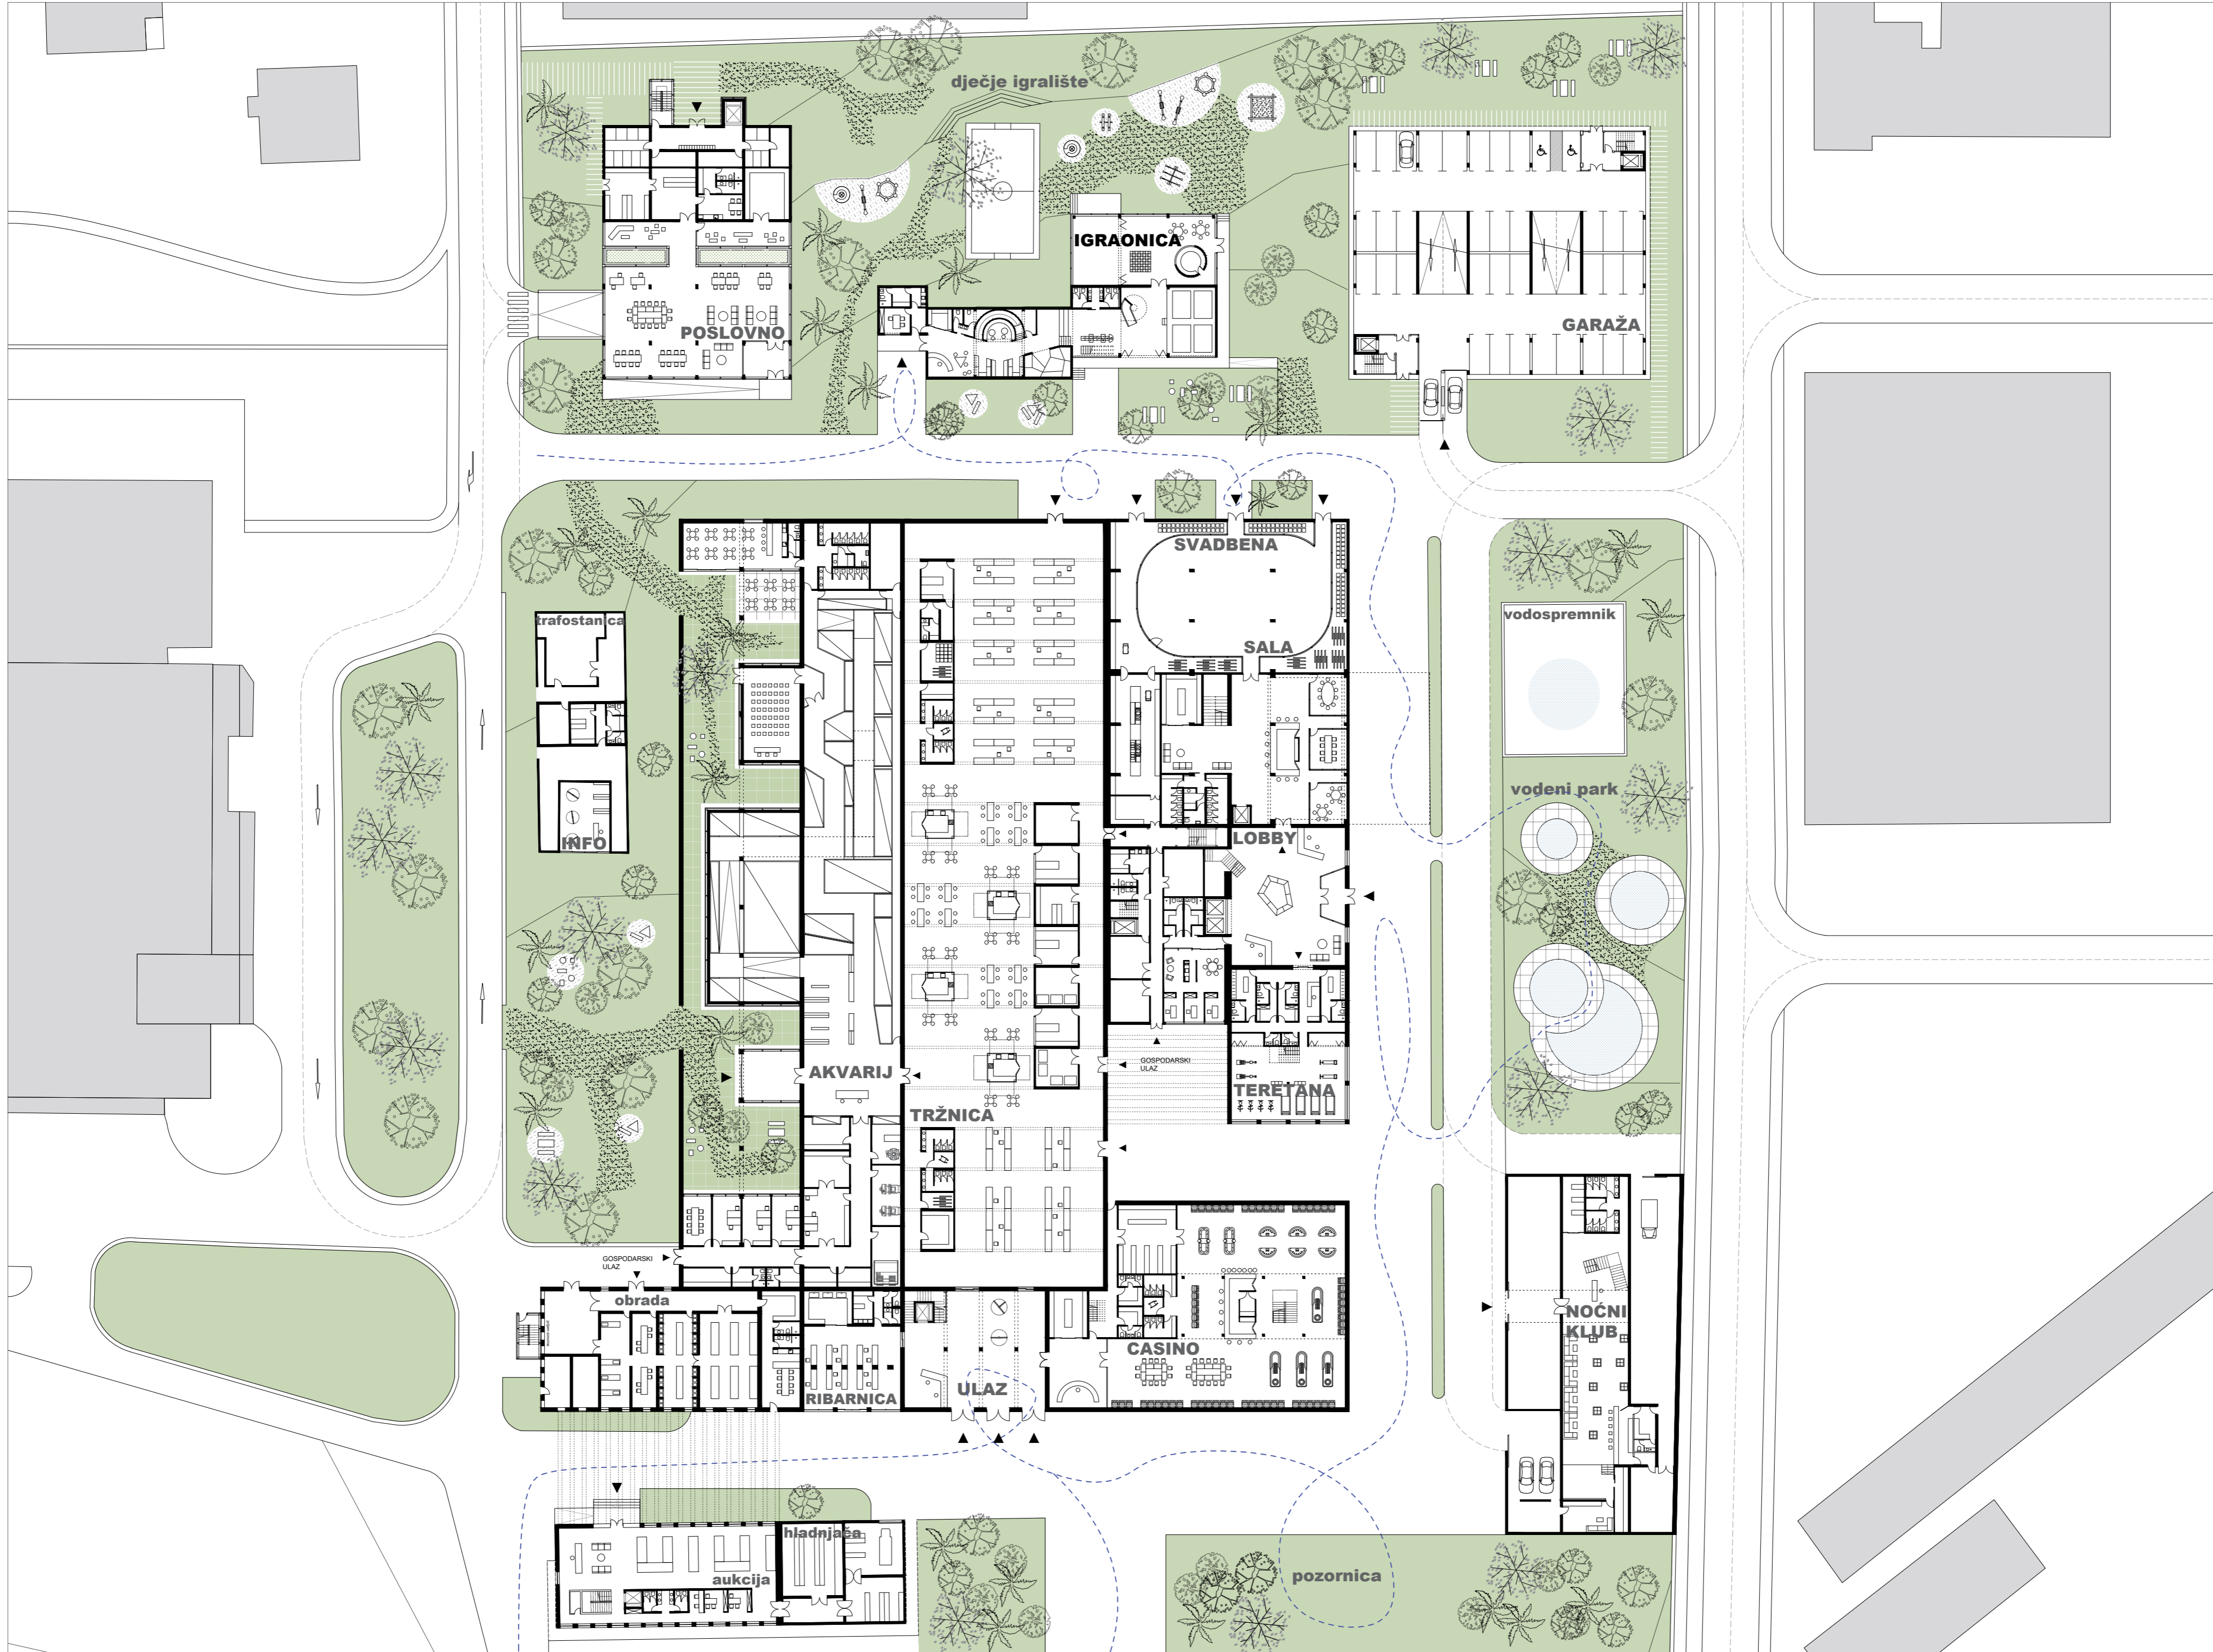 dječje igralište
IGRAONICA
POSLOVNO
GARAŽA
SVADBENA
SALA
trafostanica
vodospremnik
vodeni park
INFO
LOBBY
GOSPODARSKI
ULAZ
AKVARIJ
TERETANA
TRŽNICA
GOSPODARSKI
ULAZ
obrada
NOĆNI
KLUB
CASINO
RIBARNICA
ULAZ
hladnjača
aukcija
pozornica